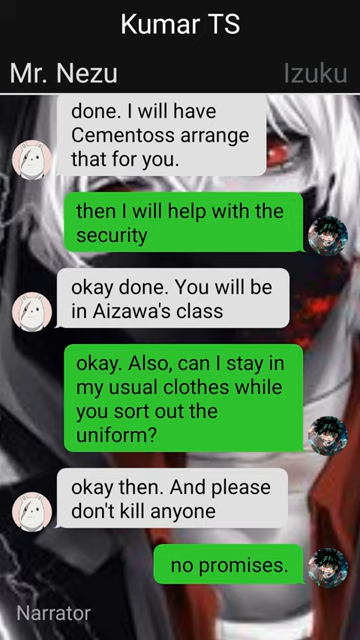 Kumar TS
Mr. Nezu
Izuku
done. I will have
Cementoss arrange
that for you.
then I will help with the
security
okay done. You will be
in Aizawa's class
okay. Also, can I stay in
my usual clothes while
you sort out the
uniform?
okay then. And please
don't kill anyone
no promises.
Narrator